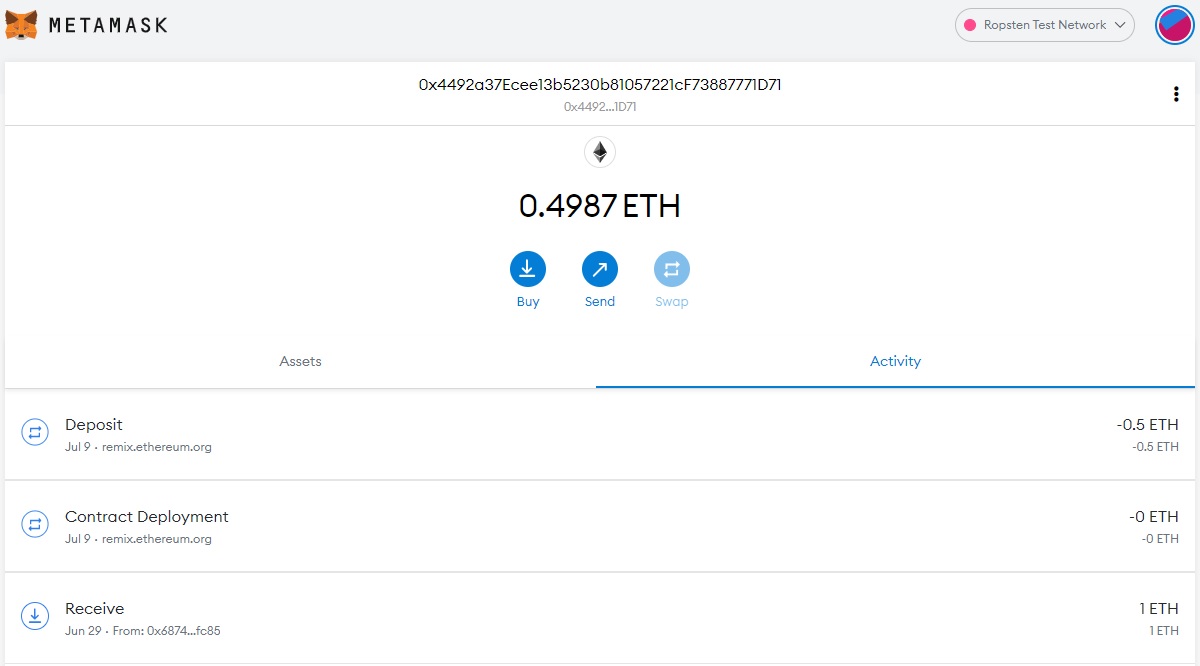 METAMASK
Ropsten Test Network
0x4492a37Ecee13b5230b81057221cF73887771D71
0x4492...1D71
0.4987 ETH
Buy Send Swap
Assets Activity
Deposit -0.5 ETH
Jul 9 · remix.ethereum.org -0.5 ETH
Contract Deployment -0 ETH
Jul 9 · remix.ethereum.org -0 ETH
Receive 1 ETH
Jun 29 · From: 0x6874...fc85 1 ETH